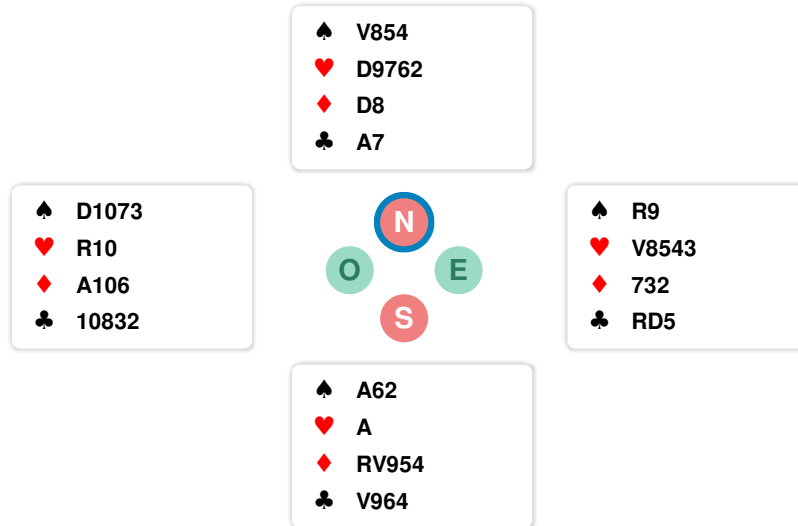 ♠ V854
♥ D9762
♦ D8
♣ A7
♠ D1073
♥ R10
♦ A106
♣ 10832
N
O E
S
♠ R9
♥ V8543
♦ 732
♣ RD5
♠ A62
♥ A
♦ RV954
♣ V964